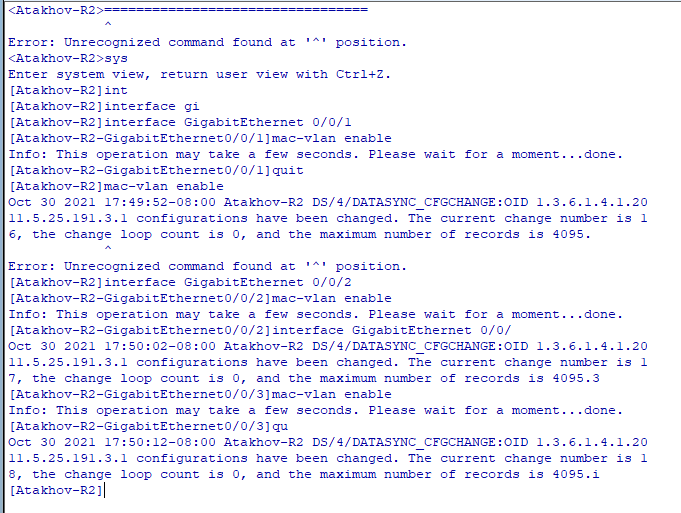 <Atakhov-R2>=================================
^
Error: Unrecognized command found at '^' position.
<Atakhov-R2>sys
Enter system view, return user view with Ctrl+Z.
[Atakhov-R2]int
[Atakhov-R2]interface gi
[Atakhov-R2]interface GigabitEthernet 0/0/1
[Atakhov-R2-GigabitEthernet0/0/1]mac-vlan enable
Info: This operation may take a few seconds. Please wait for a moment...done.
[Atakhov-R2-GigabitEthernet0/0/1]quit
[Atakhov-R2]mac-vlan enable
Oct 30 2021 17:49:52-08:00 Atakhov-R2 DS/4/DATASYNC_CFGCHANGE:OID 1.3.6.1.4.1.20
11.5.25.191.3.1 configurations have been changed. The current change number is 1
6, the change loop count is 0, and the maximum number of records is 4095.
^
Error: Unrecognized command found at '^' position.
[Atakhov-R2]interface GigabitEthernet 0/0/2
[Atakhov-R2-GigabitEthernet0/0/2]mac-vlan enable
Info: This operation may take a few seconds. Please wait for a moment...done.
[Atakhov-R2-GigabitEthernet0/0/2]interface GigabitEthernet 0/0/
Oct 30 2021 17:50:02-08:00 Atakhov-R2 DS/4/DATASYNC_CFGCHANGE:OID 1.3.6.1.4.1.20
11.5.25.191.3.1 configurations have been changed. The current change number is 1
7, the change loop count is 0, and the maximum number of records is 4095.3
[Atakhov-R2-GigabitEthernet0/0/3]mac-vlan enable
Info: This operation may take a few seconds. Please wait for a moment...done.
[Atakhov-R2-GigabitEthernet0/0/3]qu
Oct 30 2021 17:50:12-08:00 Atakhov-R2 DS/4/DATASYNC_CFGCHANGE:OID 1.3.6.1.4.1.20
11.5.25.191.3.1 configurations have been changed. The current change number is 1
8, the change loop count is 0, and the maximum number of records is 4095.i
[Atakhov-R2]